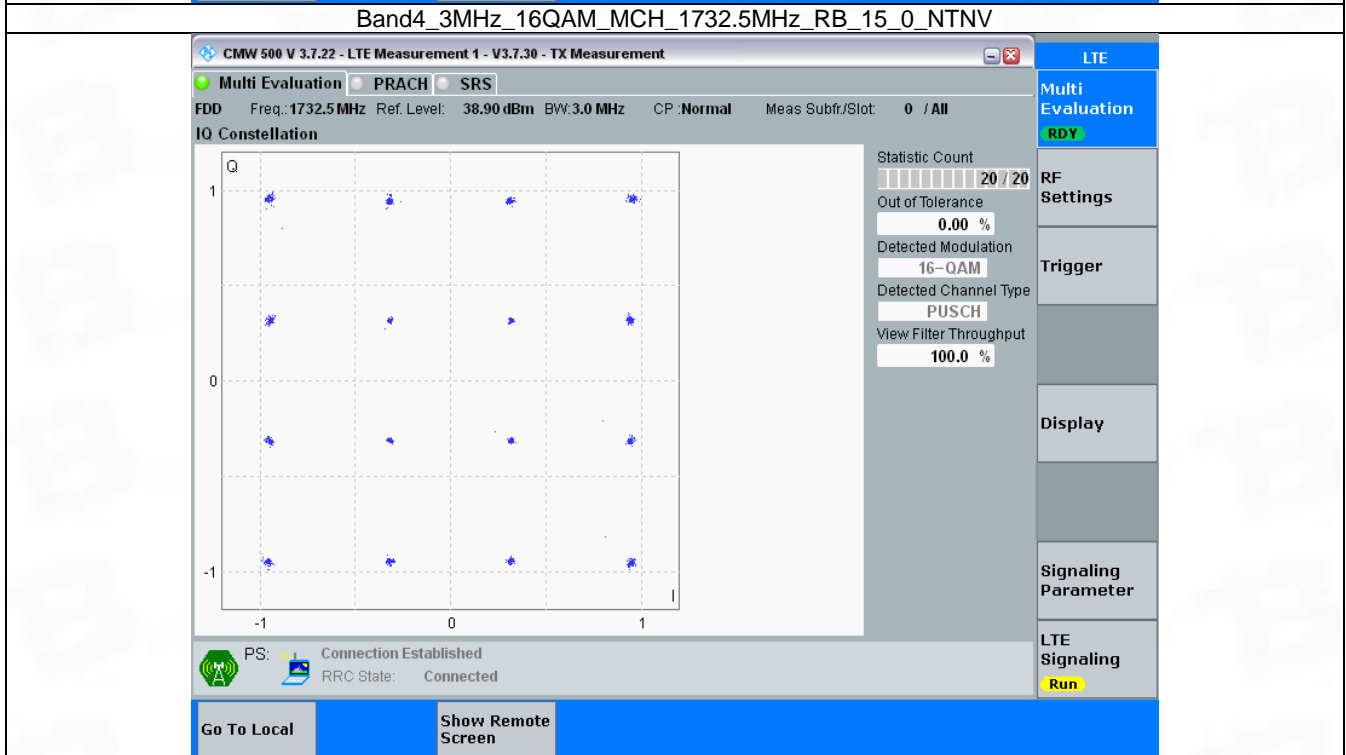 Band4_3MHz_16QAM_MCH_1732.5MHz_RB_15_0_NTNV
CMW 500 V 3.7.22 - LTE Measurement 1 - V3.7.30 - TX Measurement
LTE
Multi Evaluation PRACH SRS
Multi
Evaluation
RDY
FDD Freq.:1732.5 MHz Ref. Level: 38.90 dBm BW:3.0 MHz CP :Normal Meas Subfr./Slot: 0 / All
IQ Constellation
Q
1
0
-1
I
-1 0 1
Statistic Count
20 / 20
Out of Tolerance
0.00 %
Detected Modulation
16-QAM
Detected Channel Type
PUSCH
View Filter Throughput
100.0 %
RF
Settings
Trigger
Display
Signaling
Parameter
LTE
Signaling
Run
PS: Connection Established
RRC State: Connected
Go To Local
Show Remote
Screen